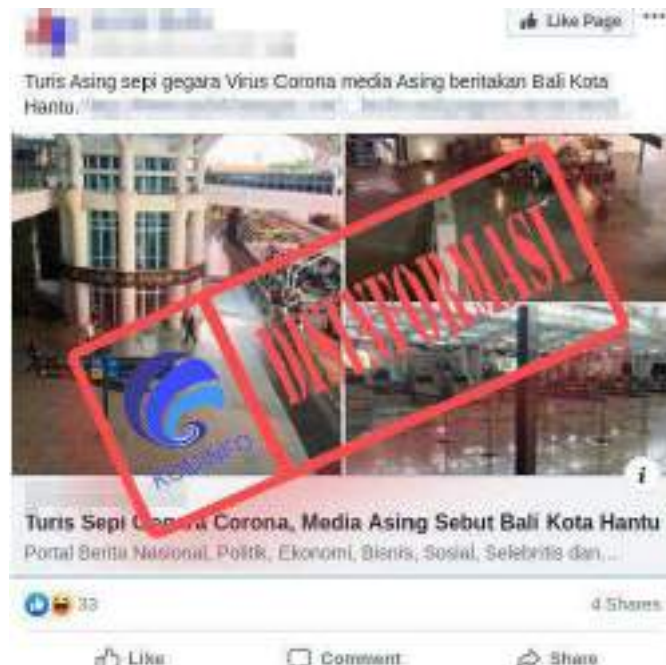 Like Page
Turis Asing sepi gegara Virus Corona media Asing beritakan Bali Kota
Hantu.
DISINFORMASI
KOMINFO
i
Turis Sepi Gegara Corona, Media Asing Sebut Bali Kota Hantu
Portal Berita Nasional, Politik, Ekonomi, Bisnis, Sosial, Selebritis dan...
33
4 Shares
Like
Comment
Share